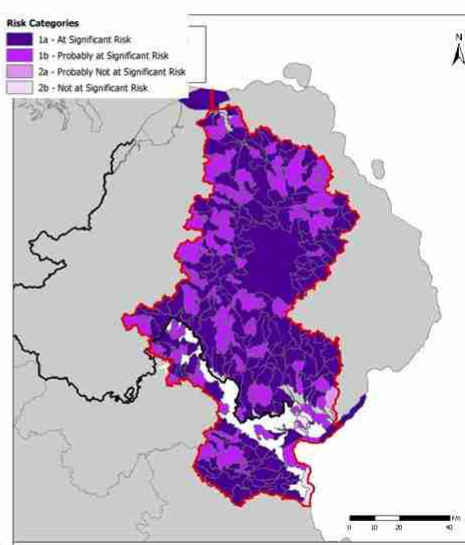 Risk Categories
1a - At Significant Risk
1b - Probably at Significant Risk
2a - Probably Not at Significant Risk
2b - Not at Significant Risk
N
0 10 20 40